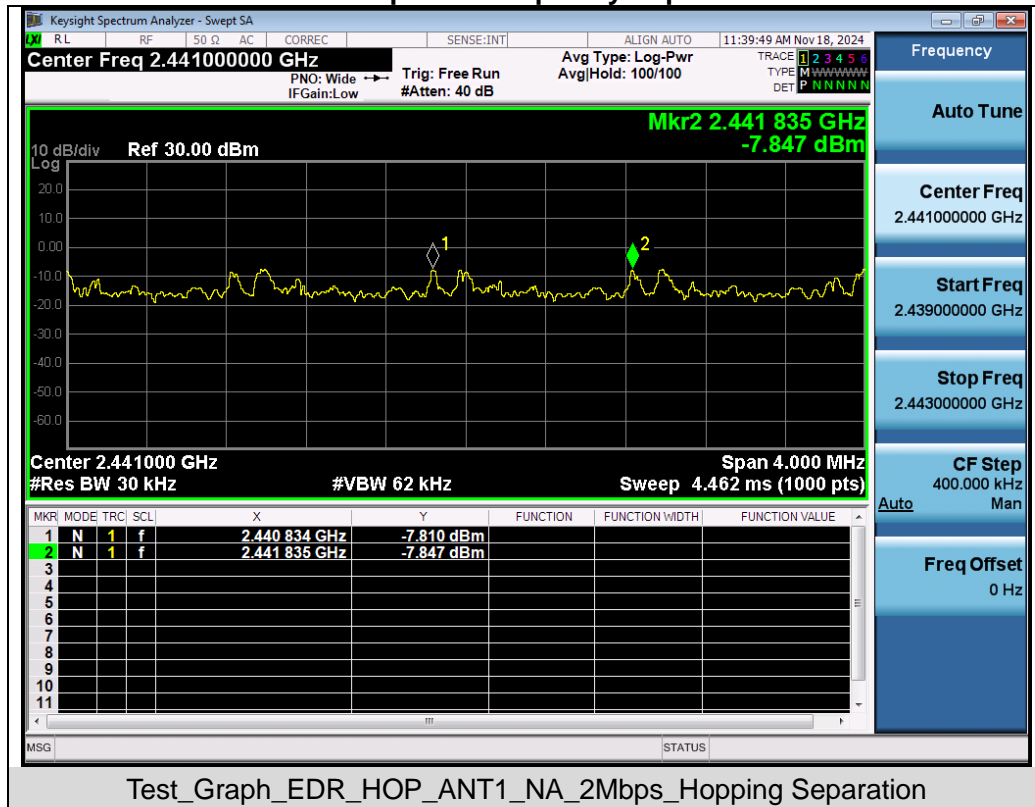 Keysight Spectrum Analyzer - Swept SA
LXI RL RF 50 Ω AC CORREC SENSE:INT ALIGN AUTO 11:39:49 AM Nov 18, 2024
Center Freq 2.441000000 GHz
PNO: Wide
IFGain:Low
Trig: Free Run
#Atten: 40 dB
Avg Type: Log-Pwr
Avg|Hold: 100/100
TRACE 1 2 3 4 5 6
TYPE M WWWWW
DET P N N N N N
Mkr2 2.441 835 GHz
-7.847 dBm
10 dB/div Ref 30.00 dBm
Log
20.0
10.0
0.00
-10.0
-20.0
-30.0
-40.0
-50.0
-60.0
1
2
Center 2.441000 GHz Span 4.000 MHz
#Res BW 30 kHz #VBW 62 kHz Sweep 4.462 ms (1000 pts)
MKR MODE TRC SCL X Y FUNCTION FUNCTION WIDTH FUNCTION VALUE
1 N 1 f 2.440 834 GHz -7.810 dBm
2 N 1 f 2.441 835 GHz -7.847 dBm
3
4
5
6
7
8
9
10
11
MSG STATUS
Frequency
Auto Tune
Center Freq
2.441000000 GHz
Start Freq
2.439000000 GHz
Stop Freq
2.443000000 GHz
CF Step
400.000 kHz
Auto Man
Freq Offset
0 Hz
Test_Graph_EDR_HOP_ANT1_NA_2Mbps_Hopping Separation